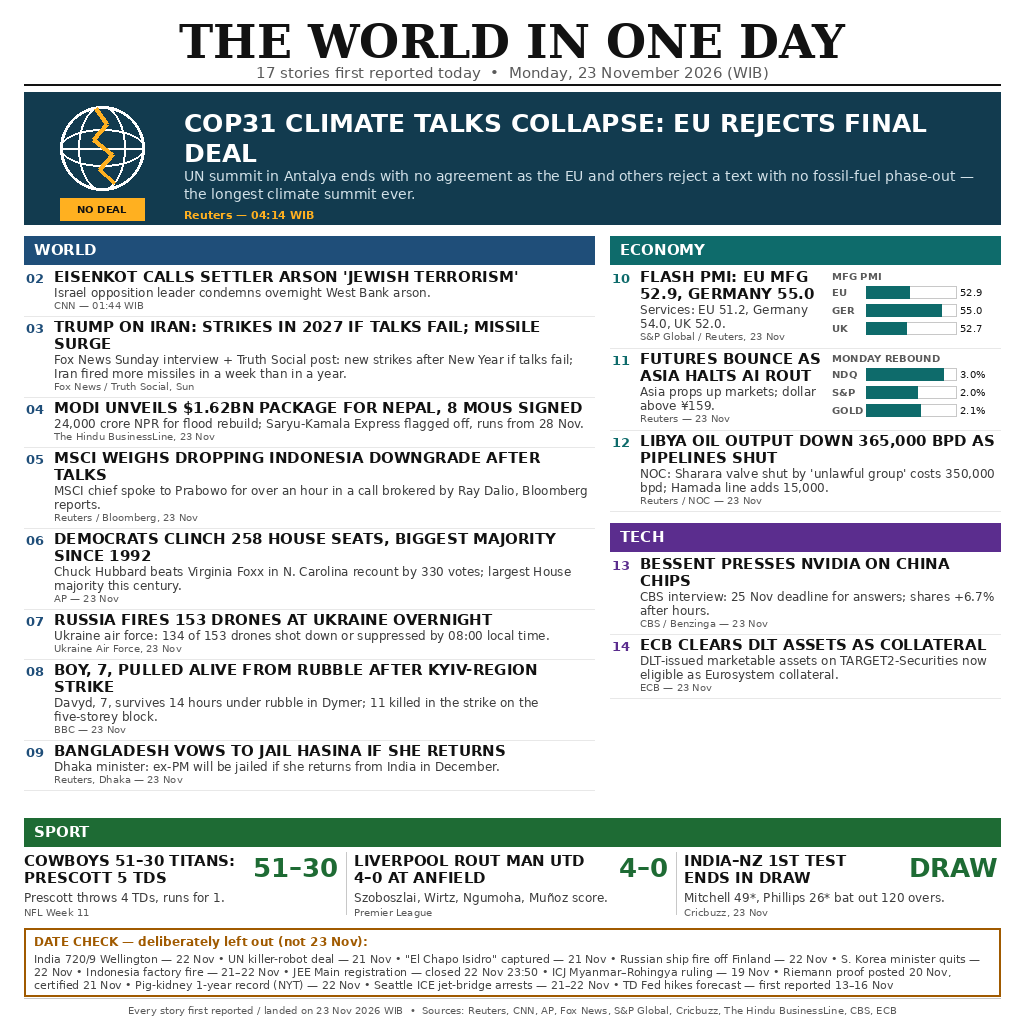 THE WORLD IN ONE DAY
17 stories first reported today • Monday, 23 November 2026 (WIB)
NO DEAL
COP31 CLIMATE TALKS COLLAPSE: EU REJECTS FINAL
DEAL
UN summit in Antalya ends with no agreement as the EU and others reject a text with no fossil-fuel phase-out —
the longest climate summit ever.
Reuters — 04:14 WIB
WORLD
02 EISENKOT CALLS SETTLER ARSON 'JEWISH TERRORISM'
Israel opposition leader condemns overnight West Bank arson.
CNN — 01:44 WIB
03 TRUMP ON IRAN: STRIKES IN 2027 IF TALKS FAIL; MISSILE
SURGE
Fox News Sunday interview + Truth Social post: new strikes after New Year if talks fail;
Iran fired more missiles in a week than in a year.
Fox News / Truth Social, Sun
04 MODI UNVEILS $1.62BN PACKAGE FOR NEPAL, 8 MOUS SIGNED
24,000 crore NPR for flood rebuild; Saryu-Kamala Express flagged off, runs from 28 Nov.
The Hindu BusinessLine, 23 Nov
05 MSCI WEIGHS DROPPING INDONESIA DOWNGRADE AFTER
TALKS
MSCI chief spoke to Prabowo for over an hour in a call brokered by Ray Dalio, Bloomberg
reports.
Reuters / Bloomberg, 23 Nov
06 DEMOCRATS CLINCH 258 HOUSE SEATS, BIGGEST MAJORITY
SINCE 1992
Chuck Hubbard beats Virginia Foxx in N. Carolina recount by 330 votes; largest House
majority this century.
AP — 23 Nov
07 RUSSIA FIRES 153 DRONES AT UKRAINE OVERNIGHT
Ukraine air force: 134 of 153 drones shot down or suppressed by 08:00 local time.
Ukraine Air Force, 23 Nov
08 BOY, 7, PULLED ALIVE FROM RUBBLE AFTER KYIV-REGION
STRIKE
Davyd, 7, survives 14 hours under rubble in Dymer; 11 killed in the strike on the
five-storey block.
BBC — 23 Nov
09 BANGLADESH VOWS TO JAIL HASINA IF SHE RETURNS
Dhaka minister: ex-PM will be jailed if she returns from India in December.
Reuters, Dhaka — 23 Nov
ECONOMY
10 FLASH PMI: EU MFG
52.9, GERMANY 55.0
Services: EU 51.2, Germany
54.0, UK 52.0.
S&P Global / Reuters, 23 Nov
MFG PMI
EU 52.9
GER 55.0
UK 52.7
11 FUTURES BOUNCE AS
ASIA HALTS AI ROUT
Asia props up markets; dollar
above ¥159.
Reuters — 23 Nov
MONDAY REBOUND
NDQ 3.0%
S&P 2.0%
GOLD 2.1%
12 LIBYA OIL OUTPUT DOWN 365,000 BPD AS
PIPELINES SHUT
NOC: Sharara valve shut by 'unlawful group' costs 350,000
bpd; Hamada line adds 15,000.
Reuters / NOC — 23 Nov
TECH
13 BESSENT PRESSES NVIDIA ON CHINA
CHIPS
CBS interview: 25 Nov deadline for answers; shares +6.7%
after hours.
CBS / Benzinga — 23 Nov
14 ECB CLEARS DLT ASSETS AS COLLATERAL
DLT-issued marketable assets on TARGET2-Securities now
eligible as Eurosystem collateral.
ECB — 23 Nov
SPORT
COWBOYS 51–30 TITANS:
PRESCOTT 5 TDS
51–30
Prescott throws 4 TDs, runs for 1.
NFL Week 11
LIVERPOOL ROUT MAN UTD
4–0 AT ANFIELD
4–0
Szoboszlai, Wirtz, Ngumoha, Muñoz score.
Premier League
INDIA–NZ 1ST TEST
ENDS IN DRAW
DRAW
Mitchell 49*, Phillips 26* bat out 120 overs.
Cricbuzz, 23 Nov
DATE CHECK — deliberately left out (not 23 Nov):
India 720/9 Wellington — 22 Nov • UN killer-robot deal — 21 Nov • "El Chapo Isidro" captured — 21 Nov • Russian ship fire off Finland — 22 Nov • S. Korea minister quits —
22 Nov • Indonesia factory fire — 21–22 Nov • JEE Main registration — closed 22 Nov 23:50 • ICJ Myanmar–Rohingya ruling — 19 Nov • Riemann proof posted 20 Nov,
certified 21 Nov • Pig-kidney 1-year record (NYT) — 22 Nov • Seattle ICE jet-bridge arrests — 21–22 Nov • TD Fed hikes forecast — first reported 13–16 Nov
Every story first reported / landed on 23 Nov 2026 WIB • Sources: Reuters, CNN, AP, Fox News, S&P Global, Cricbuzz, The Hindu BusinessLine, CBS, ECB